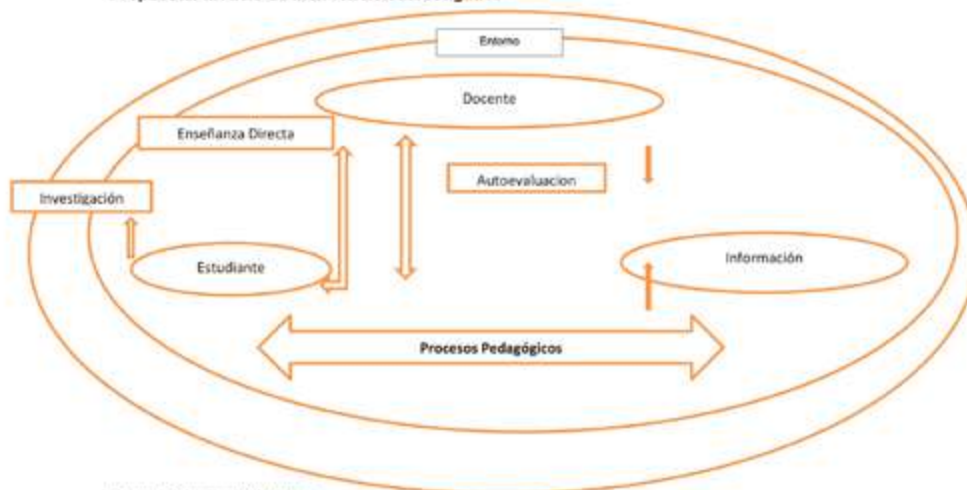 Entorno
Docente
Enseñanza Directa
Autoevaluacion
Investigación
Estudiante
Información
Procesos Pedagógicos